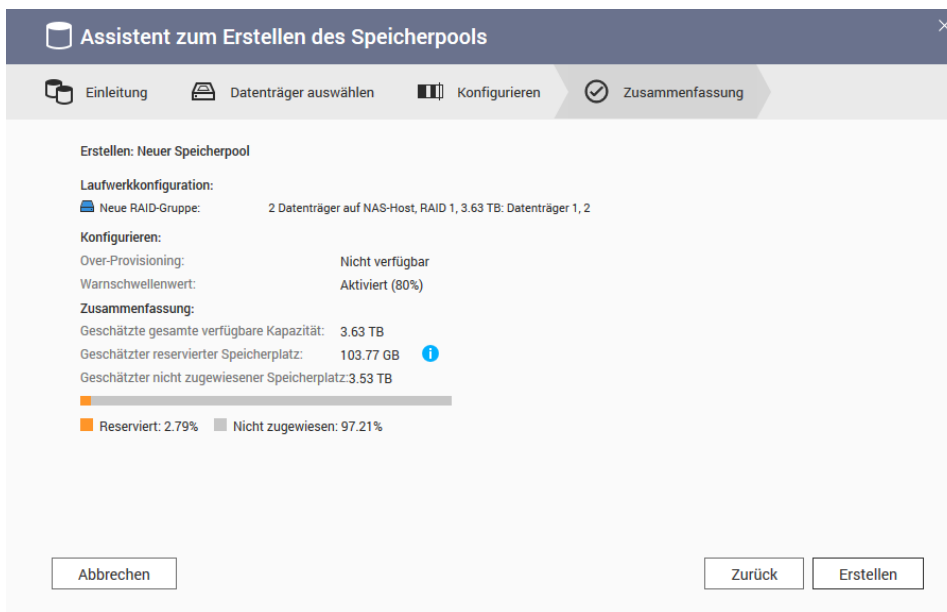 Assistent zum Erstellen des Speicherpools
Einleitung Datenträger auswählen Konfigurieren Zusammenfassung
Erstellen: Neuer Speicherpool
Laufwerkkonfiguration:
Neue RAID-Gruppe: 2 Datenträger auf NAS-Host, RAID 1, 3.63 TB: Datenträger 1, 2
Konfigurieren:
Over-Provisioning: Nicht verfügbar
Warnschwellenwert: Aktiviert (80%)
Zusammenfassung:
Geschätzte gesamte verfügbare Kapazität: 3.63 TB
Geschätzter reservierter Speicherplatz: 103.77 GB
Geschätzter nicht zugewiesener Speicherplatz:3.53 TB
Reserviert: 2.79% Nicht zugewiesen: 97.21%
Abbrechen Zurück Erstellen